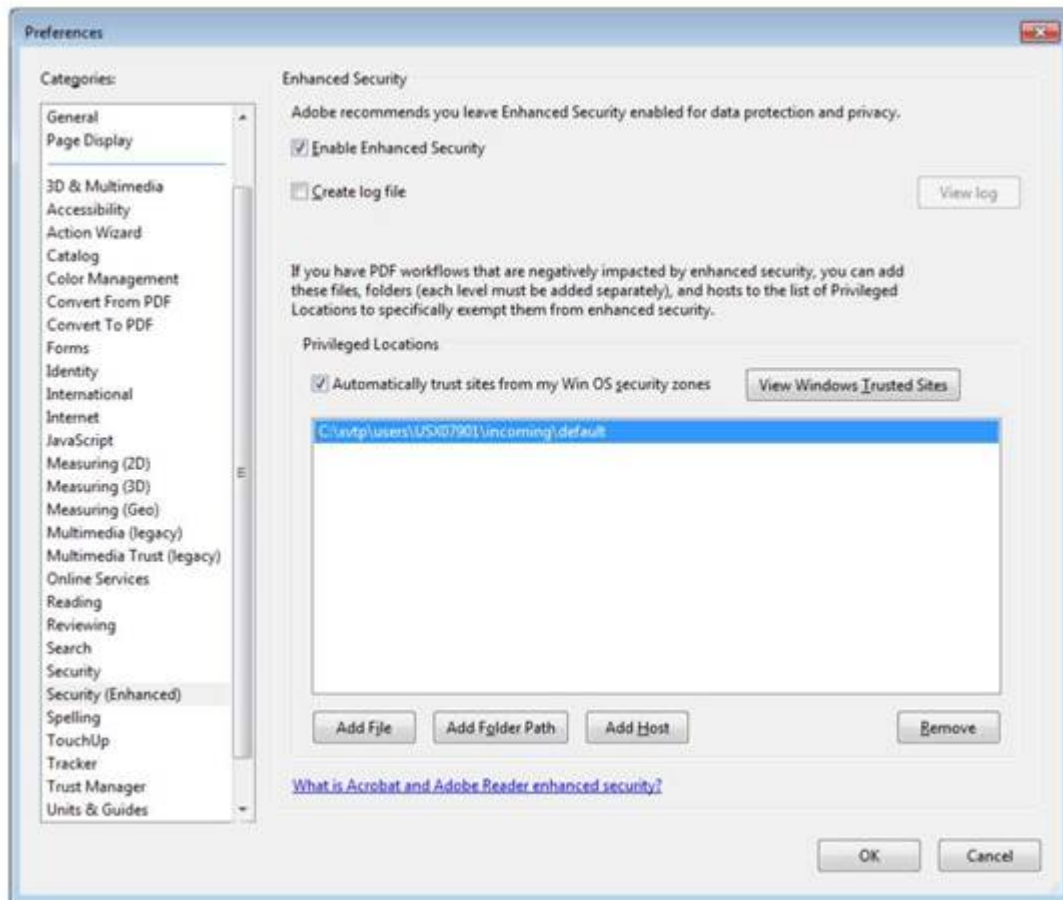 Preferences
Categories:
General
Page Display
3D & Multimedia
Accessibility
Action Wizard
Catalog
Color Management
Convert From PDF
Convert To PDF
Forms
Identity
International
Internet
JavaScript
Measuring (2D)
Measuring (3D)
Measuring (Geo)
Multimedia (legacy)
Multimedia Trust (legacy)
Online Services
Reading
Reviewing
Search
Security
Security (Enhanced)
Spelling
TouchUp
Tracker
Trust Manager
Units & Guides
Enhanced Security
Adobe recommends you leave Enhanced Security enabled for data protection and privacy.
Enable Enhanced Security
Create log file
View log
If you have PDF workflows that are negatively impacted by enhanced security, you can add
these files, folders (each level must be added separately), and hosts to the list of Privileged
Locations to specifically exempt them from enhanced security.
Privileged Locations
Automatically trust sites from my Win OS security zones
View Windows Trusted Sites
C:\svtp\users\USX07901\incoming\default
Add File
Add Folder Path
Add Host
Remove
What is Acrobat and Adobe Reader enhanced security?
OK
Cancel